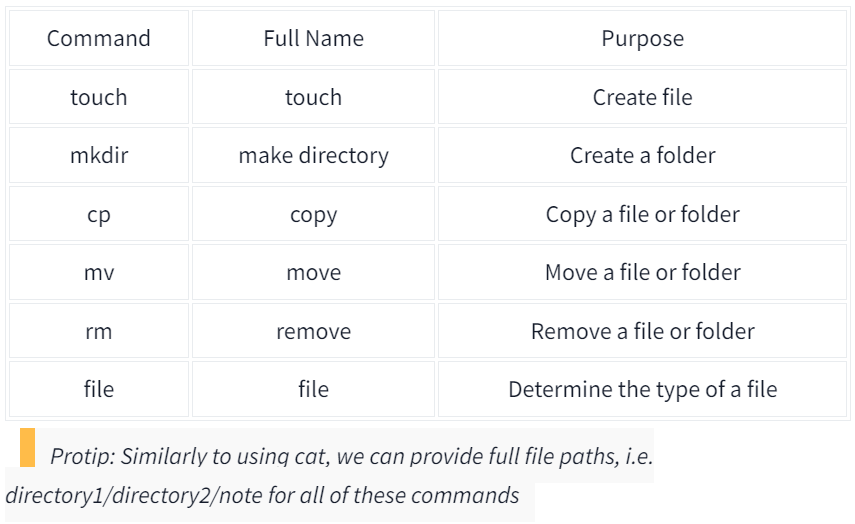 Command Full Name Purpose
touch touch Create file
mkdir make directory Create a folder
cp copy Copy a file or folder
mv move Move a file or folder
rm remove Remove a file or folder
file file Determine the type of a file
Protip: Similarly to using cat, we can provide full file paths, i.e.
directory1/directory2/note for all of these commands